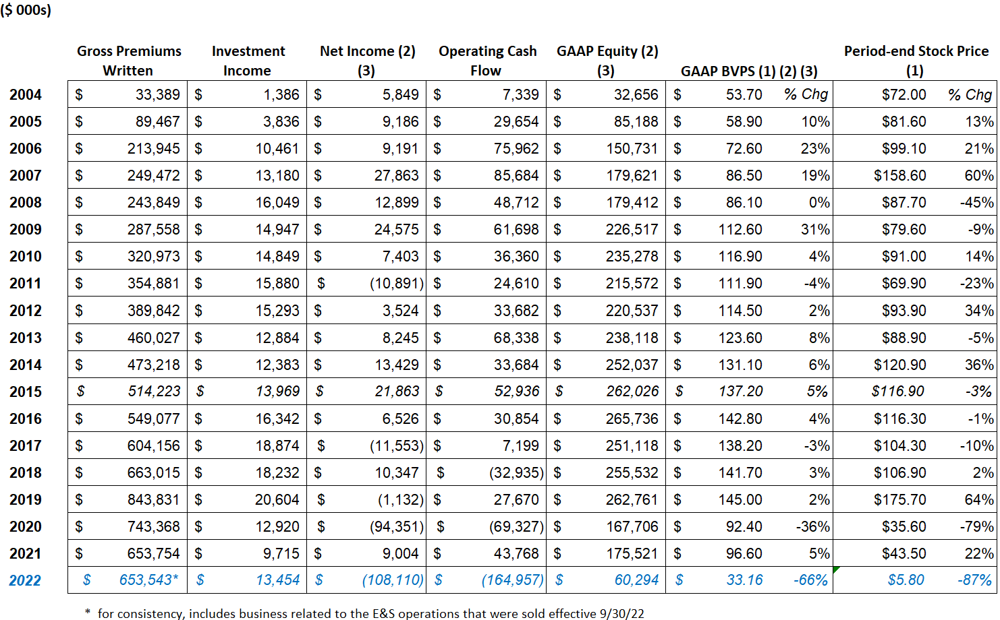 ($ 000s)
Gross Premiums Investment Net Income (2) Operating Cash GAAP Equity (2) Period-end Stock Price
Written Income (3) Flow (3) GAAP BVPS (1) (2) (3) (1)
2004 $ 33,389 $ 1,386 $ 5,849 $ 7,339 $ 32,656 $ 53.70 % Chg $72.00 % Chg
2005 $ 89,467 $ 3,836 $ 9,186 $ 29,654 $ 85,188 $ 58.90 10% $81.60 13%
2006 $ 213,945 $ 10,461 $ 9,191 $ 75,962 $ 150,731 $ 72.60 23% $99.10 21%
2007 $ 249,472 $ 13,180 $ 27,863 $ 85,684 $ 179,621 $ 86.50 19% $158.60 60%
2008 $ 243,849 $ 16,049 $ 12,899 $ 48,712 $ 179,412 $ 86.10 0% $87.70 -45%
2009 $ 287,558 $ 14,947 $ 24,575 $ 61,698 $ 226,517 $ 112.60 31% $79.60 -9%
2010 $ 320,973 $ 14,849 $ 7,403 $ 36,360 $ 235,278 $ 116.90 4% $91.00 14%
2011 $ 354,881 $ 15,880 $ (10,891) $ 24,610 $ 215,572 $ 111.90 -4% $69.90 -23%
2012 $ 389,842 $ 15,293 $ 3,524 $ 33,682 $ 220,537 $ 114.50 2% $93.90 34%
2013 $ 460,027 $ 12,884 $ 8,245 $ 68,338 $ 238,118 $ 123.60 8% $88.90 -5%
2014 $ 473,218 $ 12,383 $ 13,429 $ 33,684 $ 252,037 $ 131.10 6% $120.90 36%
2015 $ 514,223 $ 13,969 $ 21,863 $ 52,936 $ 262,026 $ 137.20 5% $116.90 -3%
2016 $ 549,077 $ 16,342 $ 6,526 $ 30,854 $ 265,736 $ 142.80 4% $116.30 -1%
2017 $ 604,156 $ 18,874 $ (11,553) $ 7,199 $ 251,118 $ 138.20 -3% $104.30 -10%
2018 $ 663,015 $ 18,232 $ 10,347 $ (32,935) $ 255,532 $ 141.70 3% $106.90 2%
2019 $ 843,831 $ 20,604 $ (1,132) $ 27,670 $ 262,761 $ 145.00 2% $175.70 64%
2020 $ 743,368 $ 12,920 $ (94,351) $ (69,327) $ 167,706 $ 92.40 -36% $35.60 -79%
2021 $ 653,754 $ 9,715 $ 9,004 $ 43,768 $ 175,521 $ 96.60 5% $43.50 22%
2022 $ 653,543* $ 13,454 $ (108,110) $ (164,957) $ 60,294 $ 33.16 -66% $5.80 -87%
* for consistency, includes business related to the E&S operations that were sold effective 9/30/22